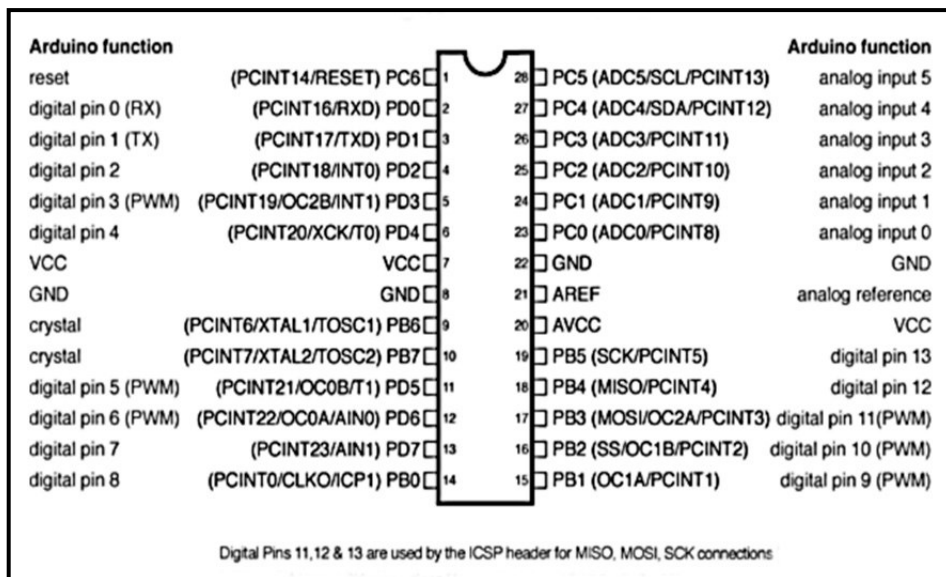 Arduino function Arduino function
reset (PCINT14/RESET) PC6 1 28 PC5 (ADC5/SCL/PCINT13) analog input 5
digital pin 0 (RX) (PCINT16/RXD) PD0 2 27 PC4 (ADC4/SDA/PCINT12) analog input 4
digital pin 1 (TX) (PCINT17/TXD) PD1 3 26 PC3 (ADC3/PCINT11) analog input 3
digital pin 2 (PCINT18/INT0) PD2 4 25 PC2 (ADC2/PCINT10) analog input 2
digital pin 3 (PWM) (PCINT19/OC2B/INT1) PD3 5 24 PC1 (ADC1/PCINT9) analog input 1
digital pin 4 (PCINT20/XCK/T0) PD4 6 23 PC0 (ADC0/PCINT8) analog input 0
VCC VCC 7 22 GND GND
GND GND 8 21 AREF analog reference
crystal (PCINT6/XTAL1/TOSC1) PB6 9 20 AVCC VCC
crystal (PCINT7/XTAL2/TOSC2) PB7 10 19 PB5 (SCK/PCINT5) digital pin 13
digital pin 5 (PWM) (PCINT21/OC0B/T1) PD5 11 18 PB4 (MISO/PCINT4) digital pin 12
digital pin 6 (PWM) (PCINT22/OC0A/AIN0) PD6 12 17 PB3 (MOSI/OC2A/PCINT3) digital pin 11(PWM)
digital pin 7 (PCINT23/AIN1) PD7 13 16 PB2 (SS/OC1B/PCINT2) digital pin 10 (PWM)
digital pin 8 (PCINT0/CLKO/ICP1) PB0 14 15 PB1 (OC1A/PCINT1) digital pin 9 (PWM)
Digital Pins 11,12 & 13 are used by the ICSP header for MISO, MOSI, SCK connections